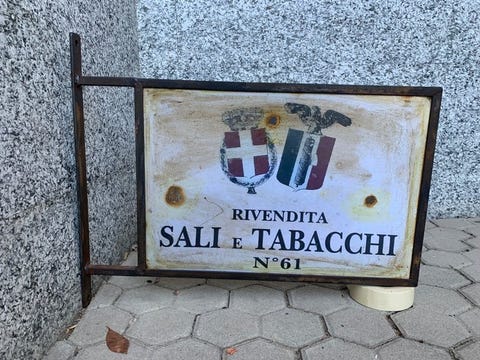 RIVENDITA
SALI E TABACCHI
N°61